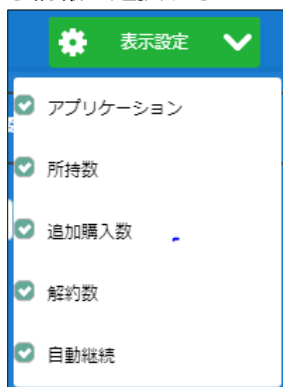 表示設定
アプリケーション
所持数
追加購入数
解約数
自動継続